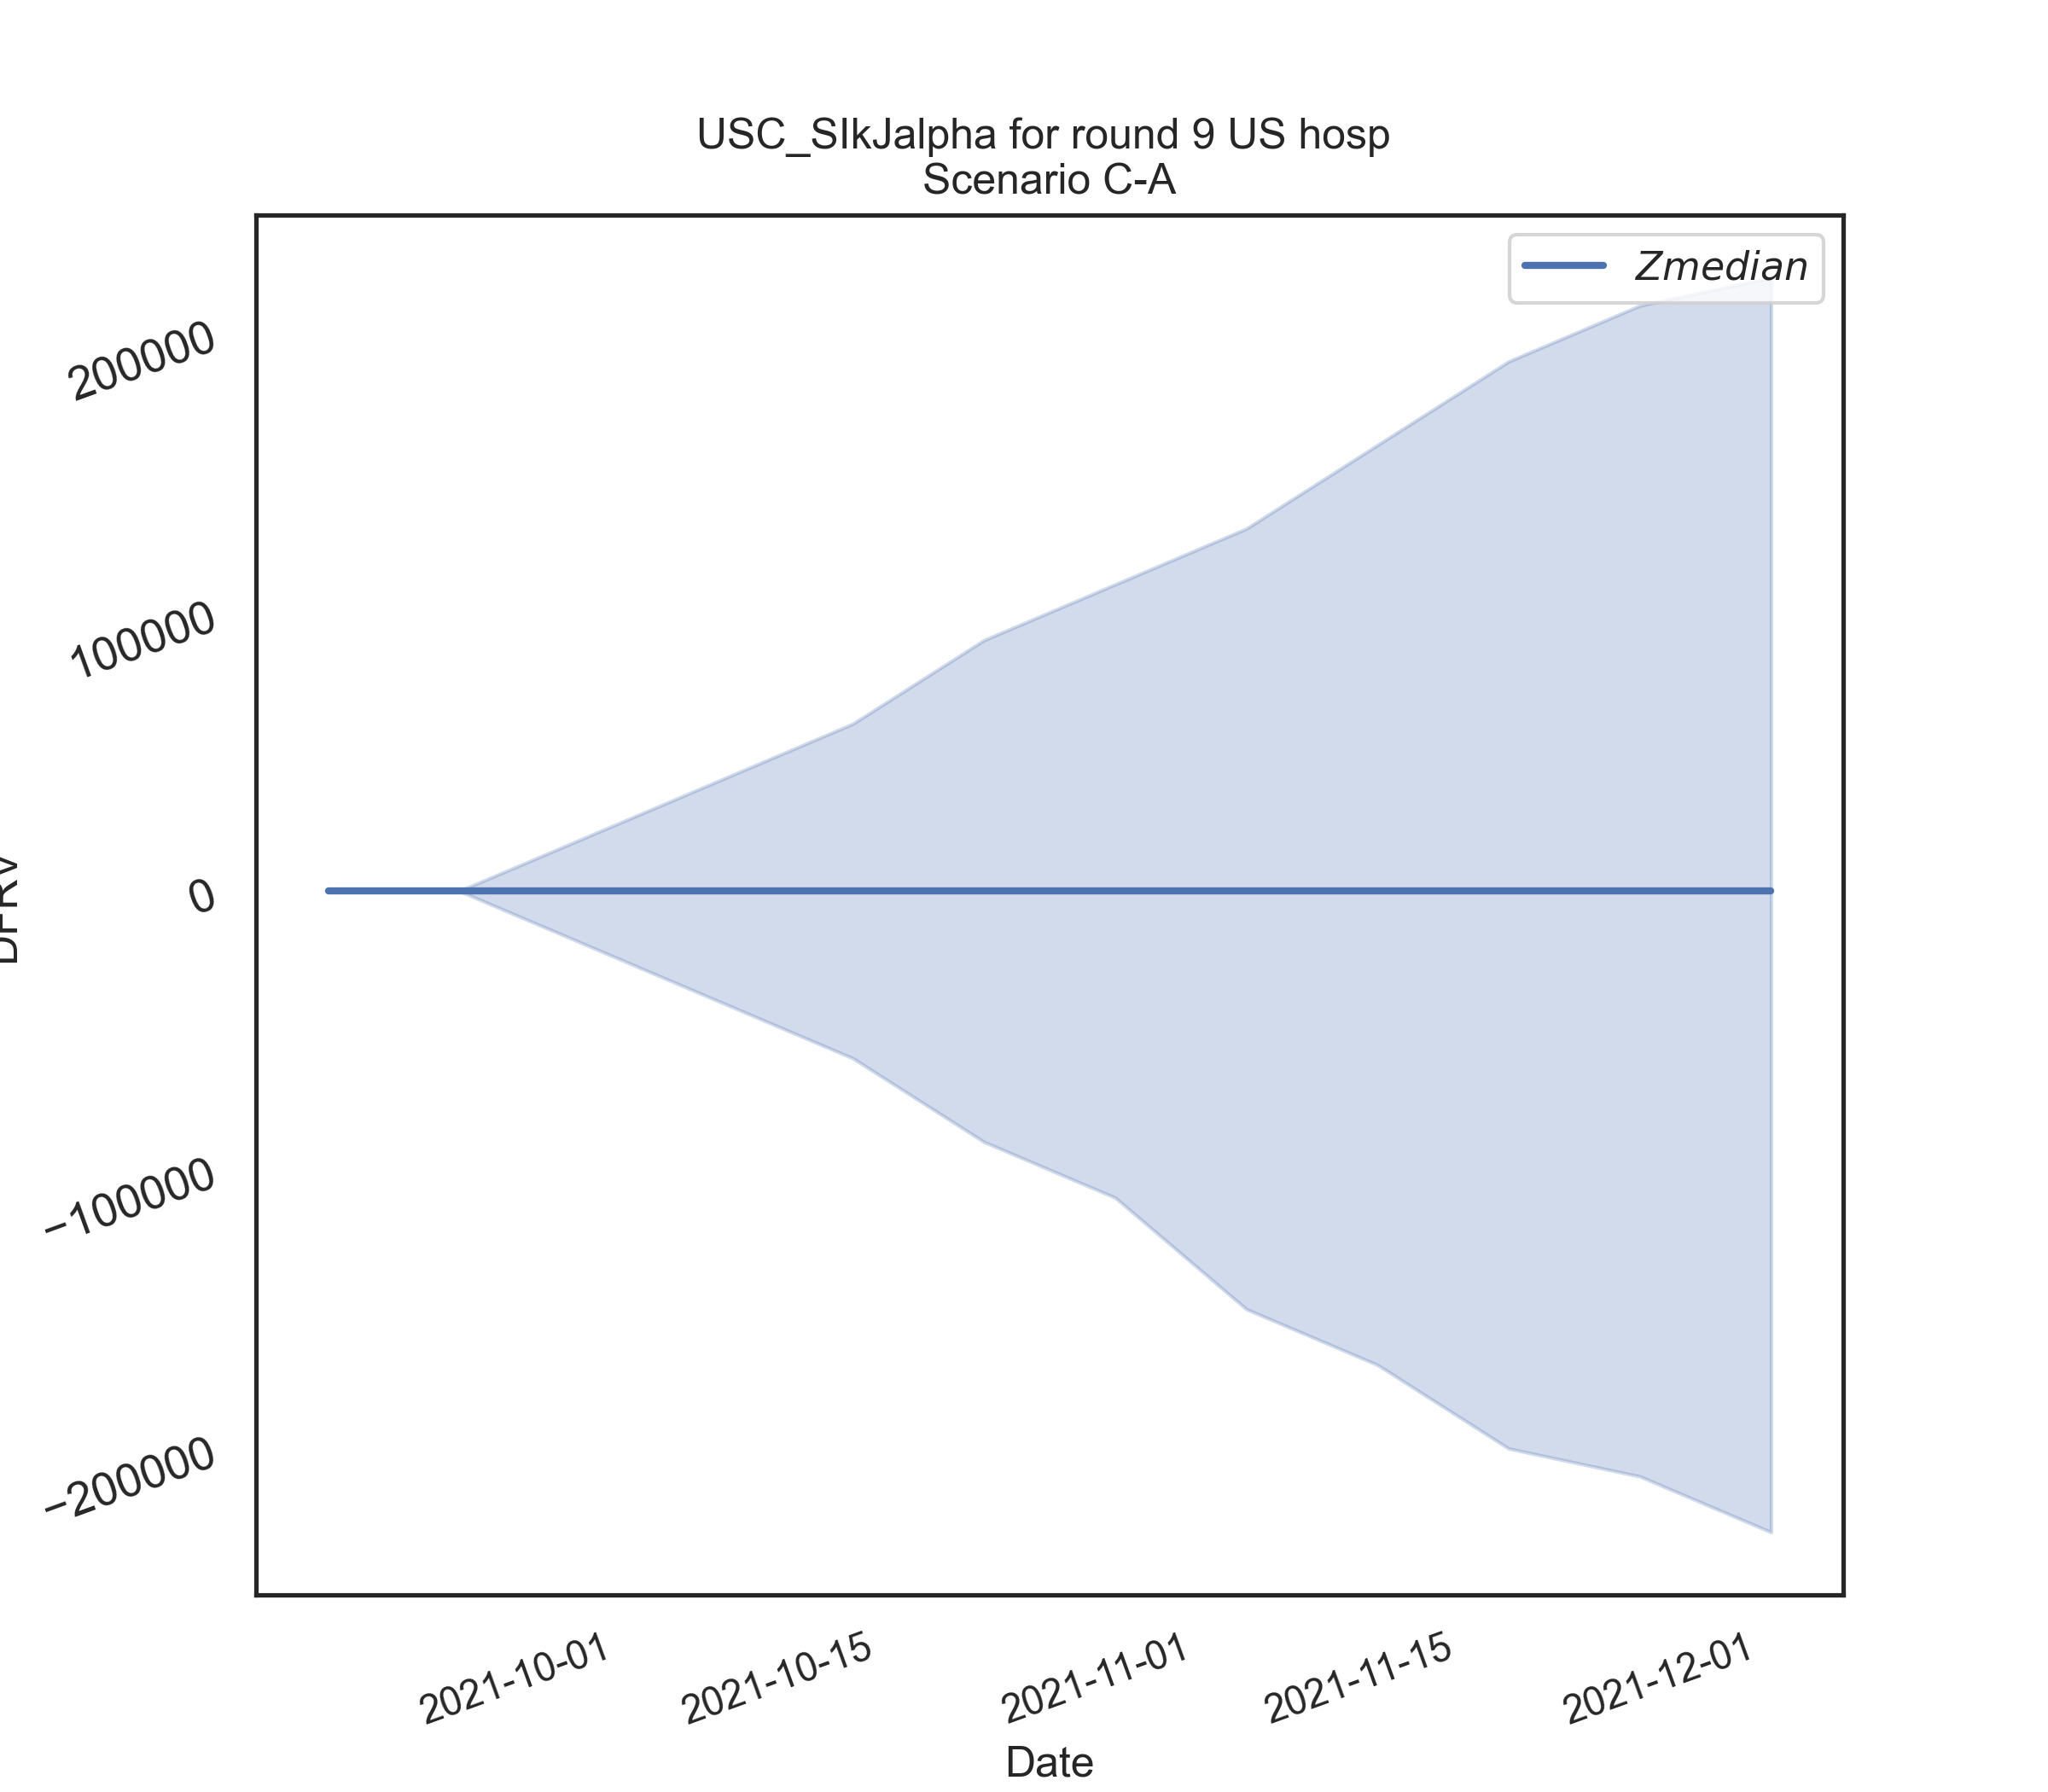 USC_SIkJalpha for round 9 US hosp
Scenario C-A
Zmedian
200000
100000
0
−100000
−200000
2021-10-01
2021-10-15
2021-11-01
2021-11-15
2021-12-01
Date